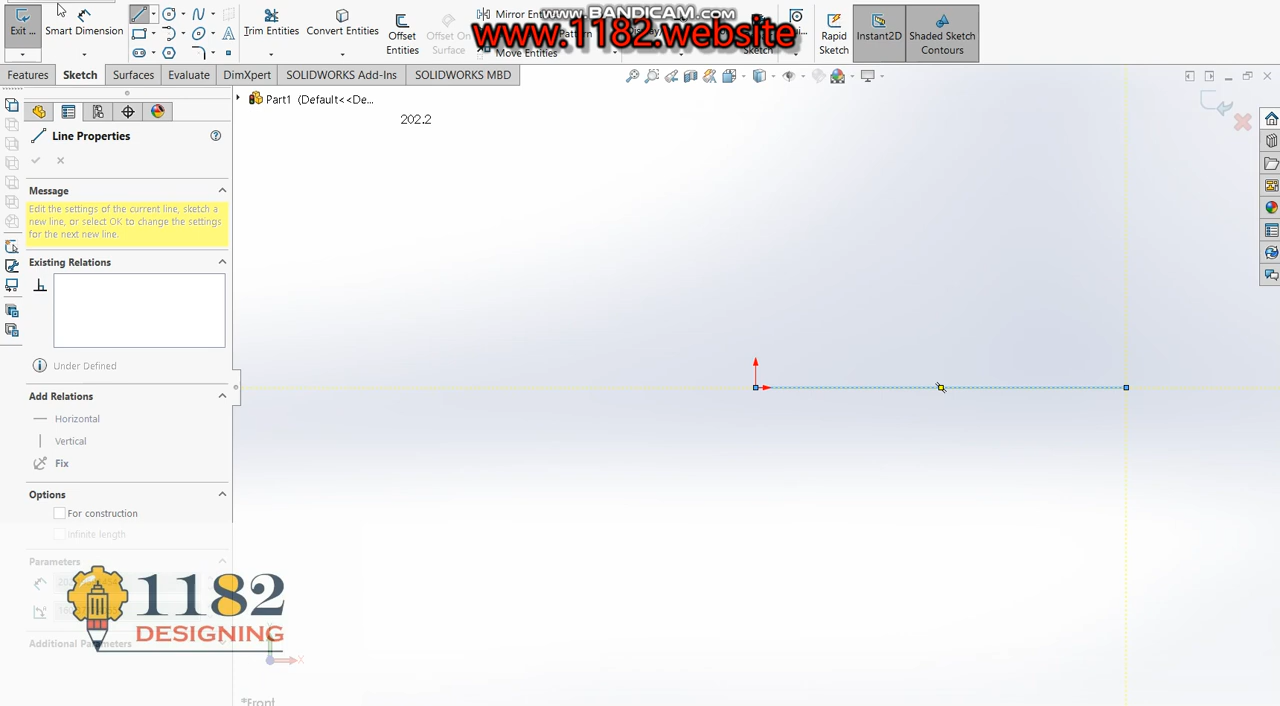 Exit ...
Smart Dimension
Trim Entities
Convert Entities
Offset Entities
Offset On Surface
Mirror Entities
Move Entities
Rapid Sketch
Instant2D
Shaded Sketch Contours
www.BANDICAM.com
www.1182.website
Features
Sketch
Surfaces
Evaluate
DimXpert
SOLIDWORKS Add-Ins
SOLIDWORKS MBD
Part1 (Default<<De...
202.2
Line Properties
Message
Edit the settings of the current line, sketch a
new line, or select OK to change the settings
for the next new line.
Existing Relations
Under Defined
Add Relations
Horizontal
Vertical
Fix
Options
For construction
Infinite length
Parameters
Additional Parameters
1182
DESIGNING
X
*Front